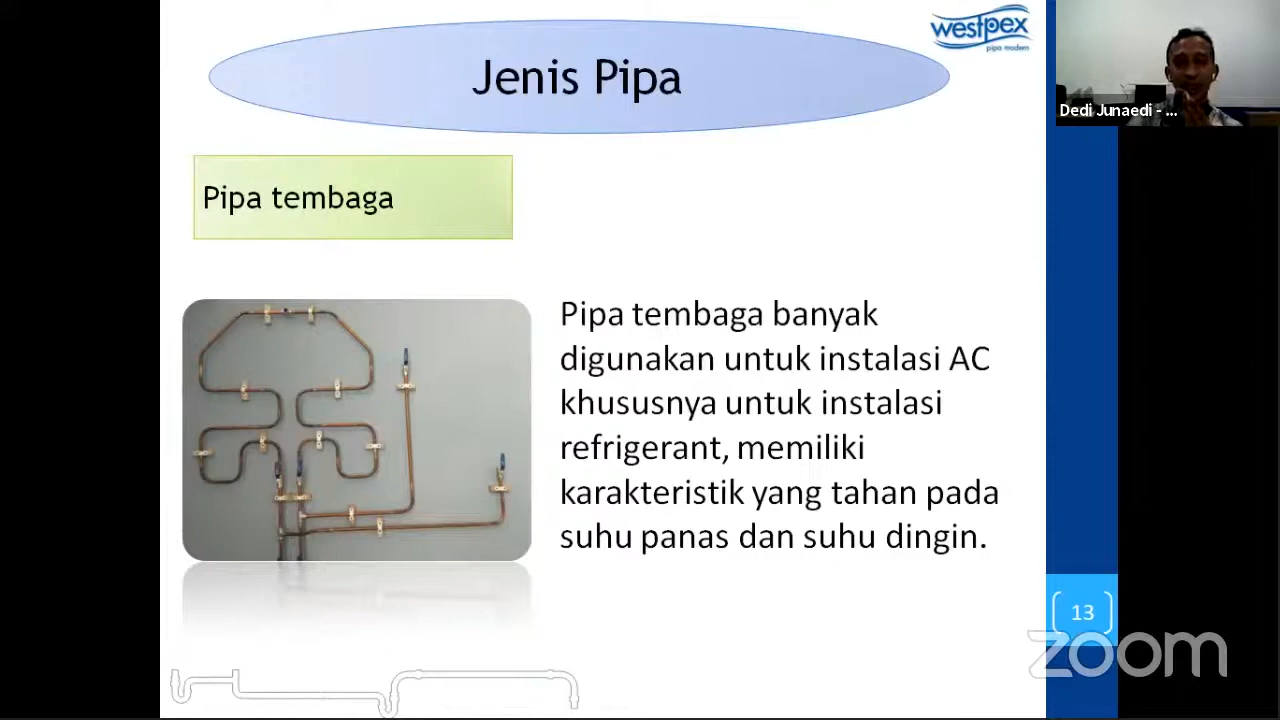 Jenis Pipa
westpex
pipa modern
Dedi Junaedi - ...
Pipa tembaga
Pipa tembaga banyak
digunakan untuk instalasi AC
khususnya untuk instalasi
refrigerant, memiliki
karakteristik yang tahan pada
suhu panas dan suhu dingin.
13
zoom